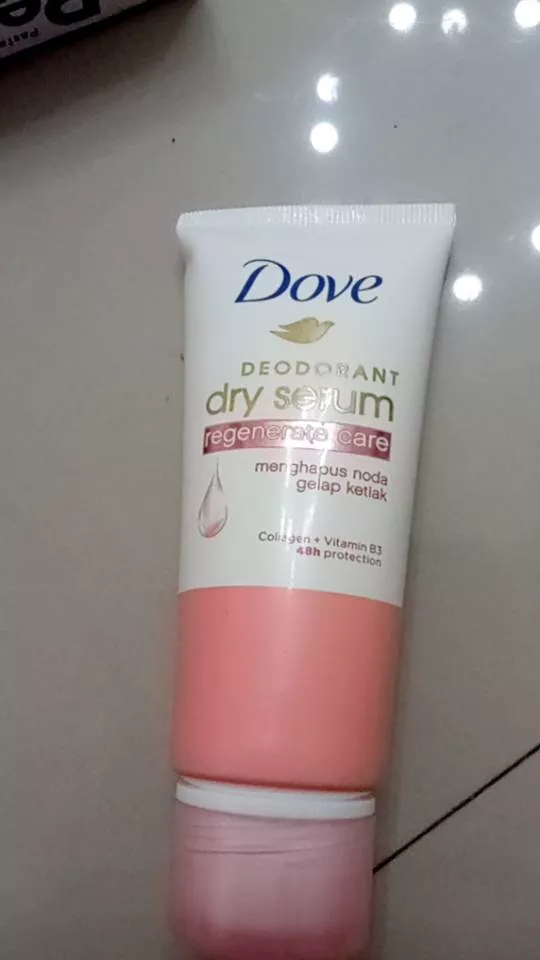 Dove
DEODORANT
dry serum
regenerate care
menghapus noda
gelap ketiak
Collagen + Vitamin B3
48h protection